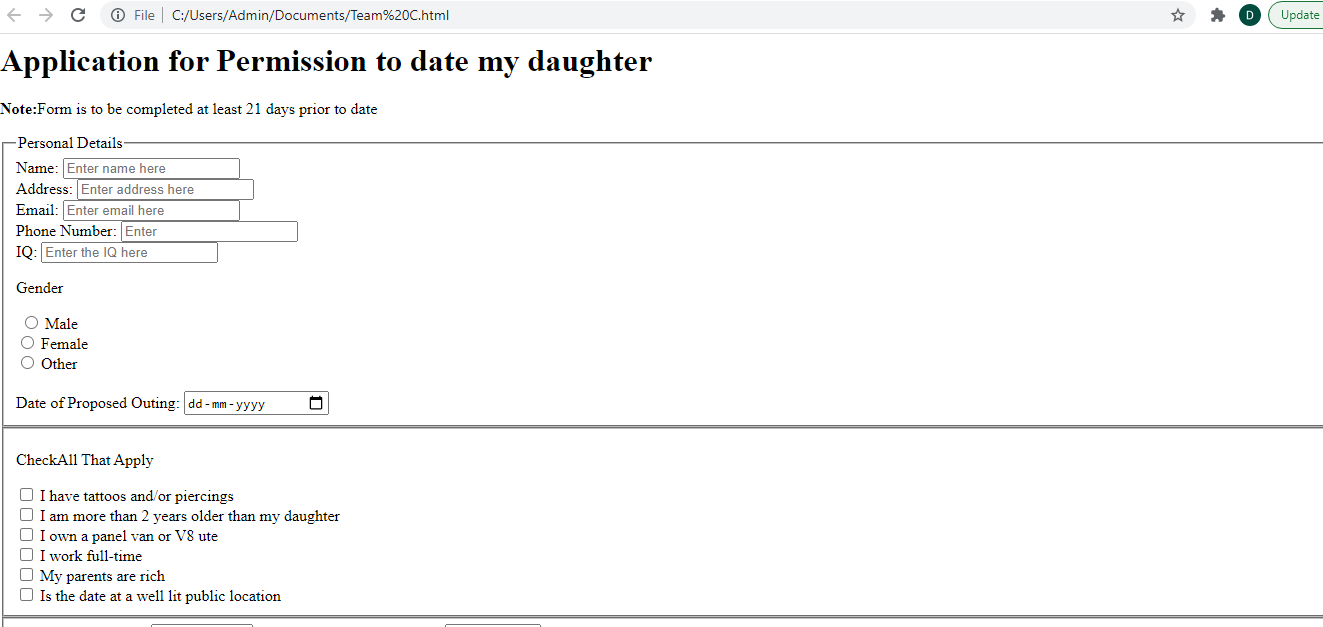 File C:/Users/Admin/Documents/Team%20C.html D Update
Application for Permission to date my daughter
Note:Form is to be completed at least 21 days prior to date
Personal Details
Name: Enter name here
Address: Enter address here
Email: Enter email here
Phone Number: Enter
IQ: Enter the IQ here
Gender
Male
Female
Other
Date of Proposed Outing: dd-mm-yyyy
CheckAll That Apply
I have tattoos and/or piercings
I am more than 2 years older than my daughter
I own a panel van or V8 ute
I work full-time
My parents are rich
Is the date at a well lit public location